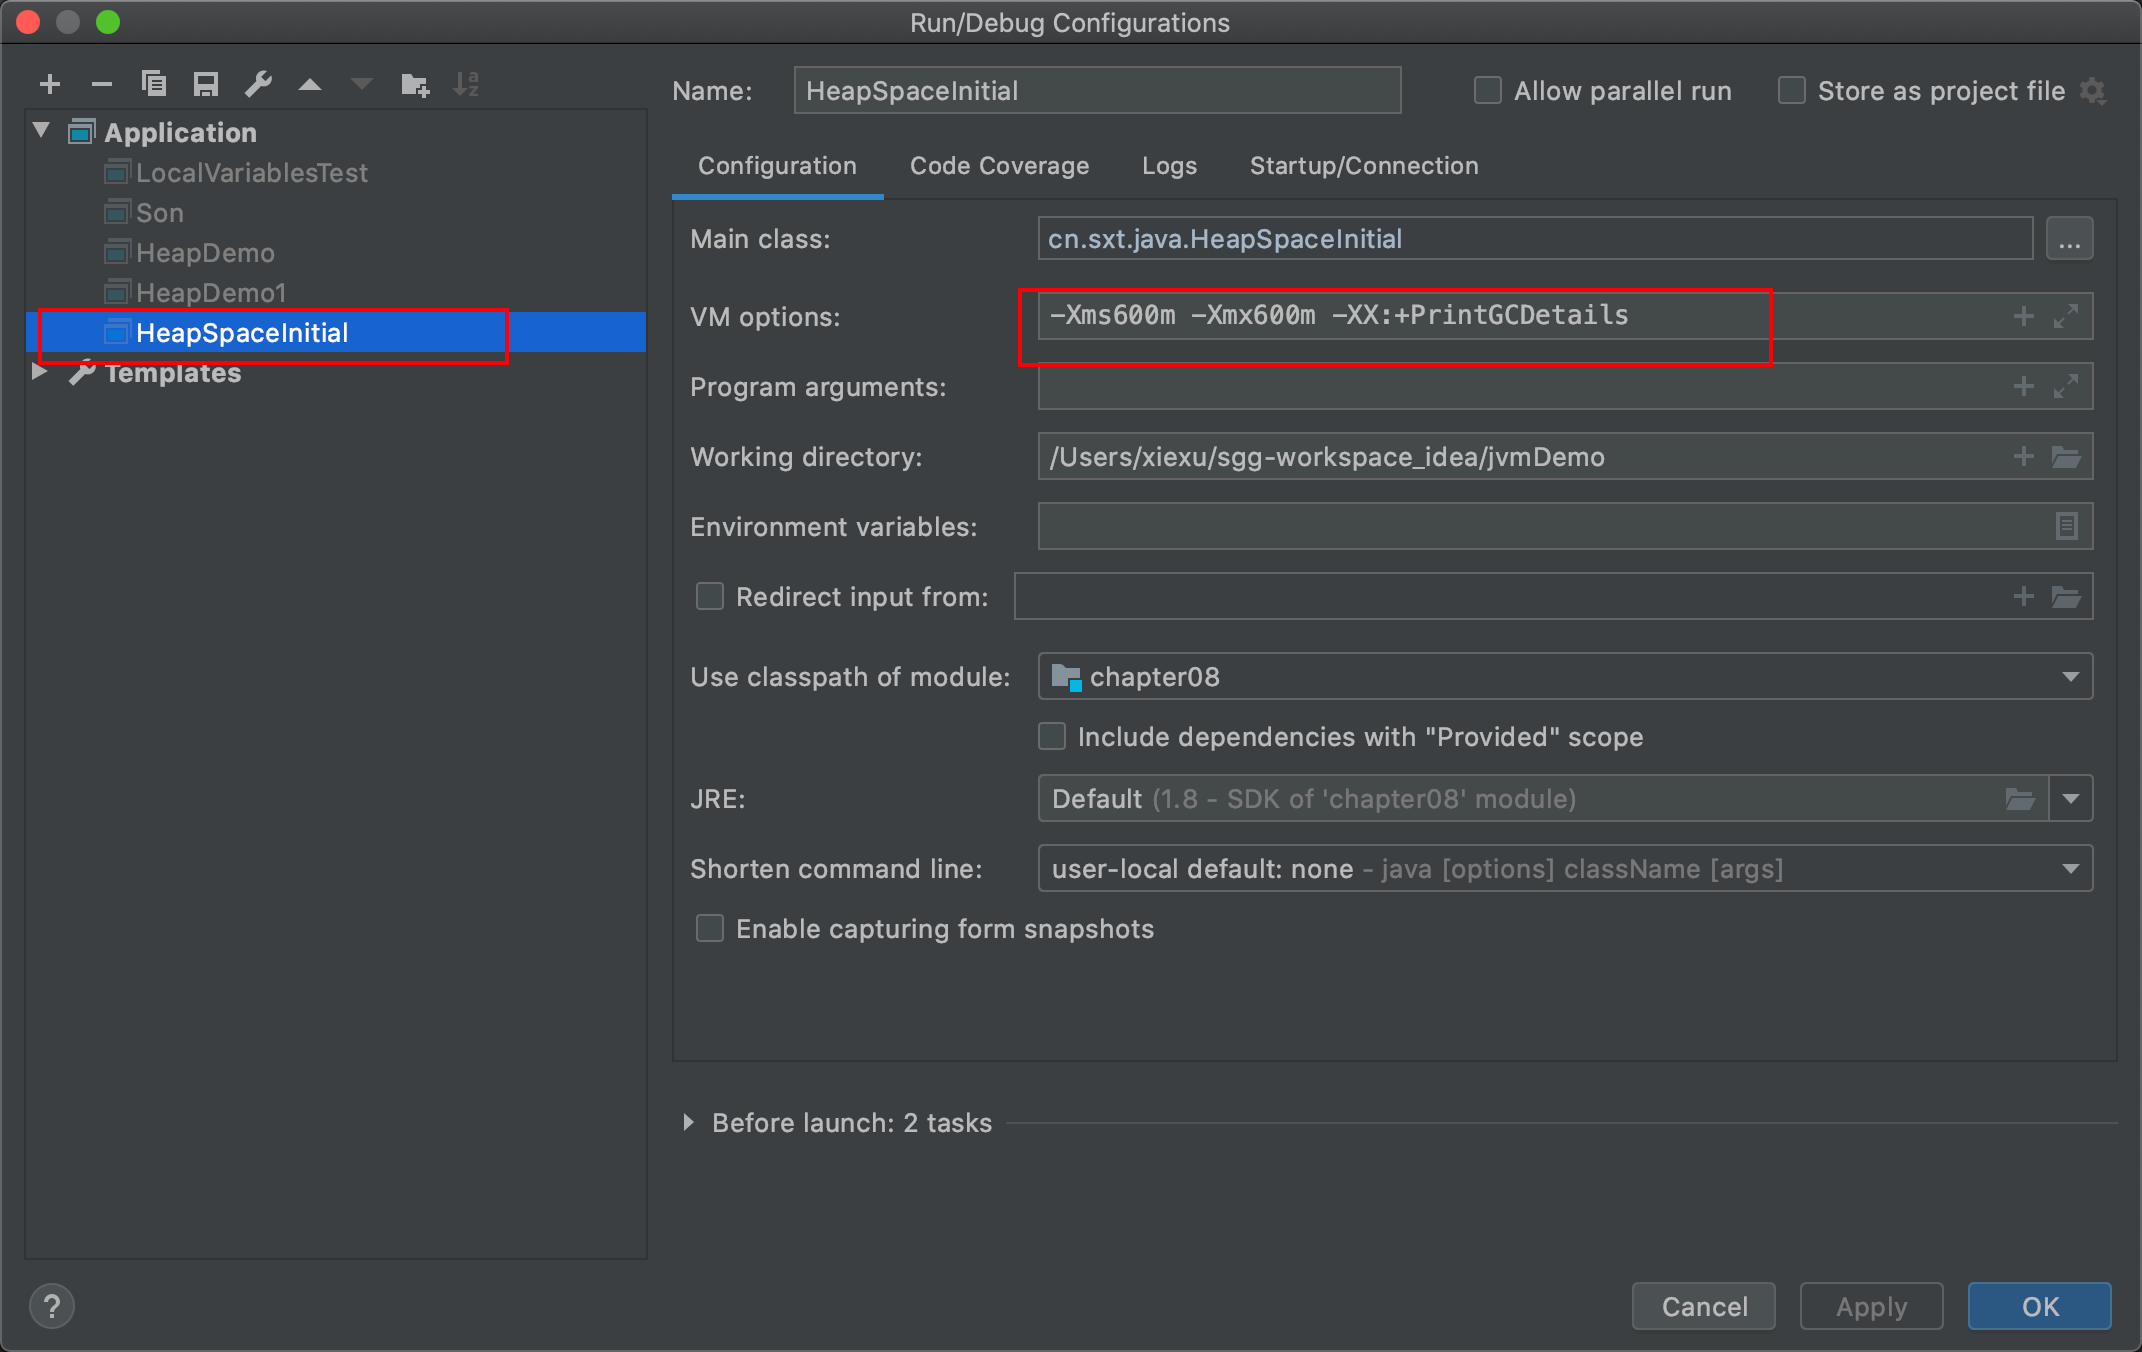 Run/Debug Configurations
Application
LocalVariablesTest
Son
HeapDemo
HeapDemo1
HeapSpaceInitial
Templates
Name: HeapSpaceInitial Allow parallel run Store as project file
Configuration Code Coverage Logs Startup/Connection
Main class: cn.sxt.java.HeapSpaceInitial ...
VM options: -Xms600m -Xmx600m -XX:+PrintGCDetails
Program arguments:
Working directory: /Users/xiexu/sgg-workspace_idea/jvmDemo
Environment variables:
Redirect input from:
Use classpath of module: chapter08
Include dependencies with "Provided" scope
JRE: Default (1.8 - SDK of 'chapter08' module)
Shorten command line: user-local default: none - java [options] className [args]
Enable capturing form snapshots
Before launch: 2 tasks
? Cancel Apply OK